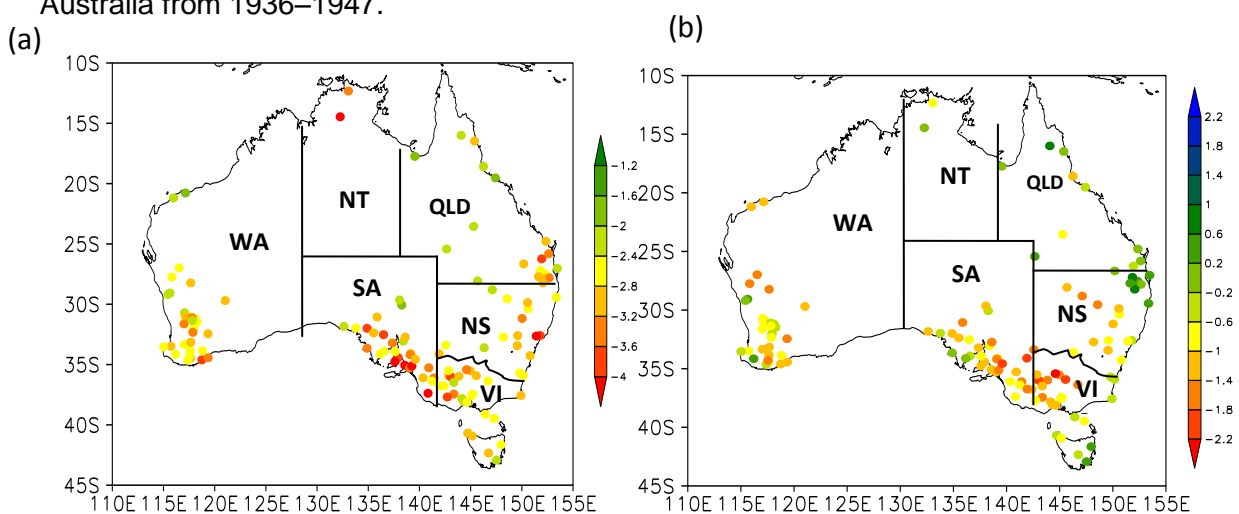 Australia from 1936–1947.
(a)
(b)
10S
15S
20S
25S
30S
35S
40S
45S
110E 115E 120E 125E 130E 135E 140E 145E 150E 155E
WA
NT
QLD
SA
NS
VI
-1.2
-1.6
-2
-2.4
-2.8
-3.2
-3.6
-4
10S
15S
20S
25S
30S
35S
40S
45S
110E 115E 120E 125E 130E 135E 140E 145E 150E 155E
WA
NT
QLD
SA
NS
VI
2.2
1.8
1.4
1
0.6
0.2
-0.2
-0.6
-1
-1.4
-1.8
-2.2